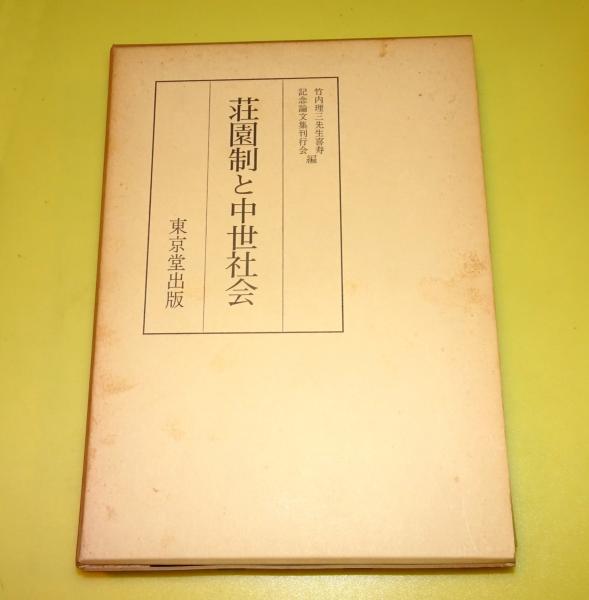 竹内理三先生喜寿
記念論文集刊行会 編
荘園制と中世社会
東京堂出版